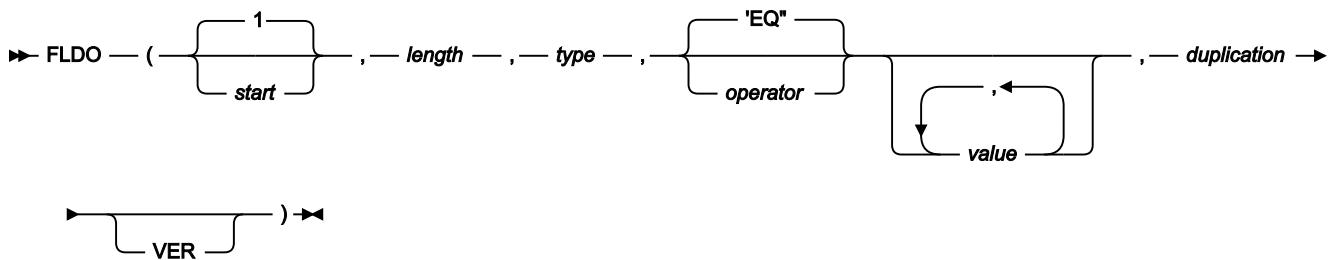 1
FLDO ( , length , type , 'EQ" , duplication
start
operator
,
value
VER )